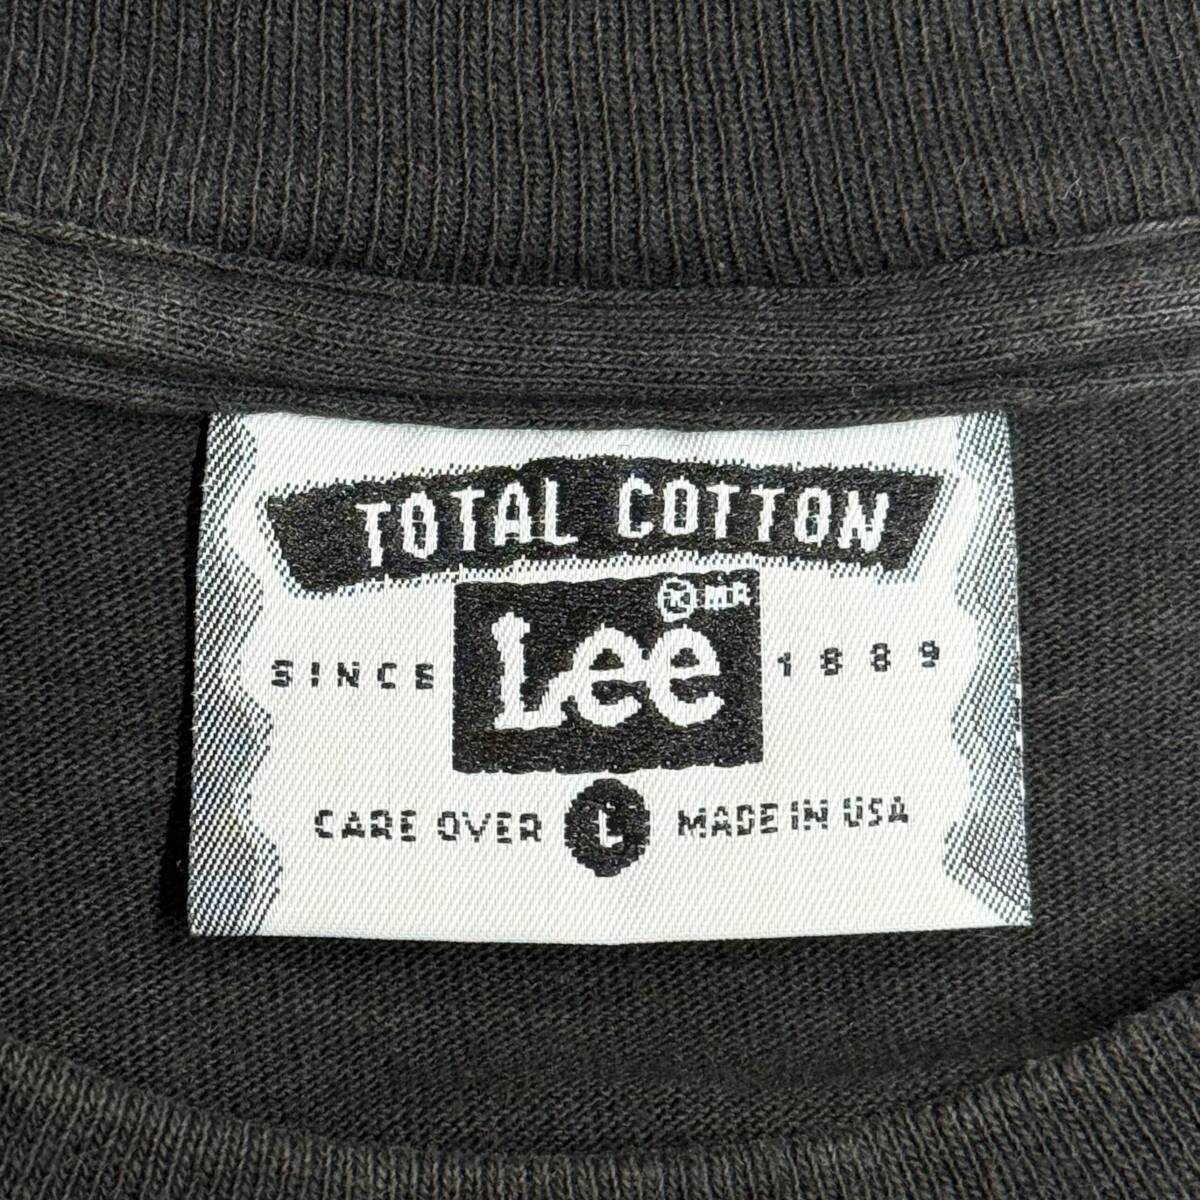 TOTAL COTTON
Lee ® MR
SINCE 1889
CARE OVER L MADE IN USA